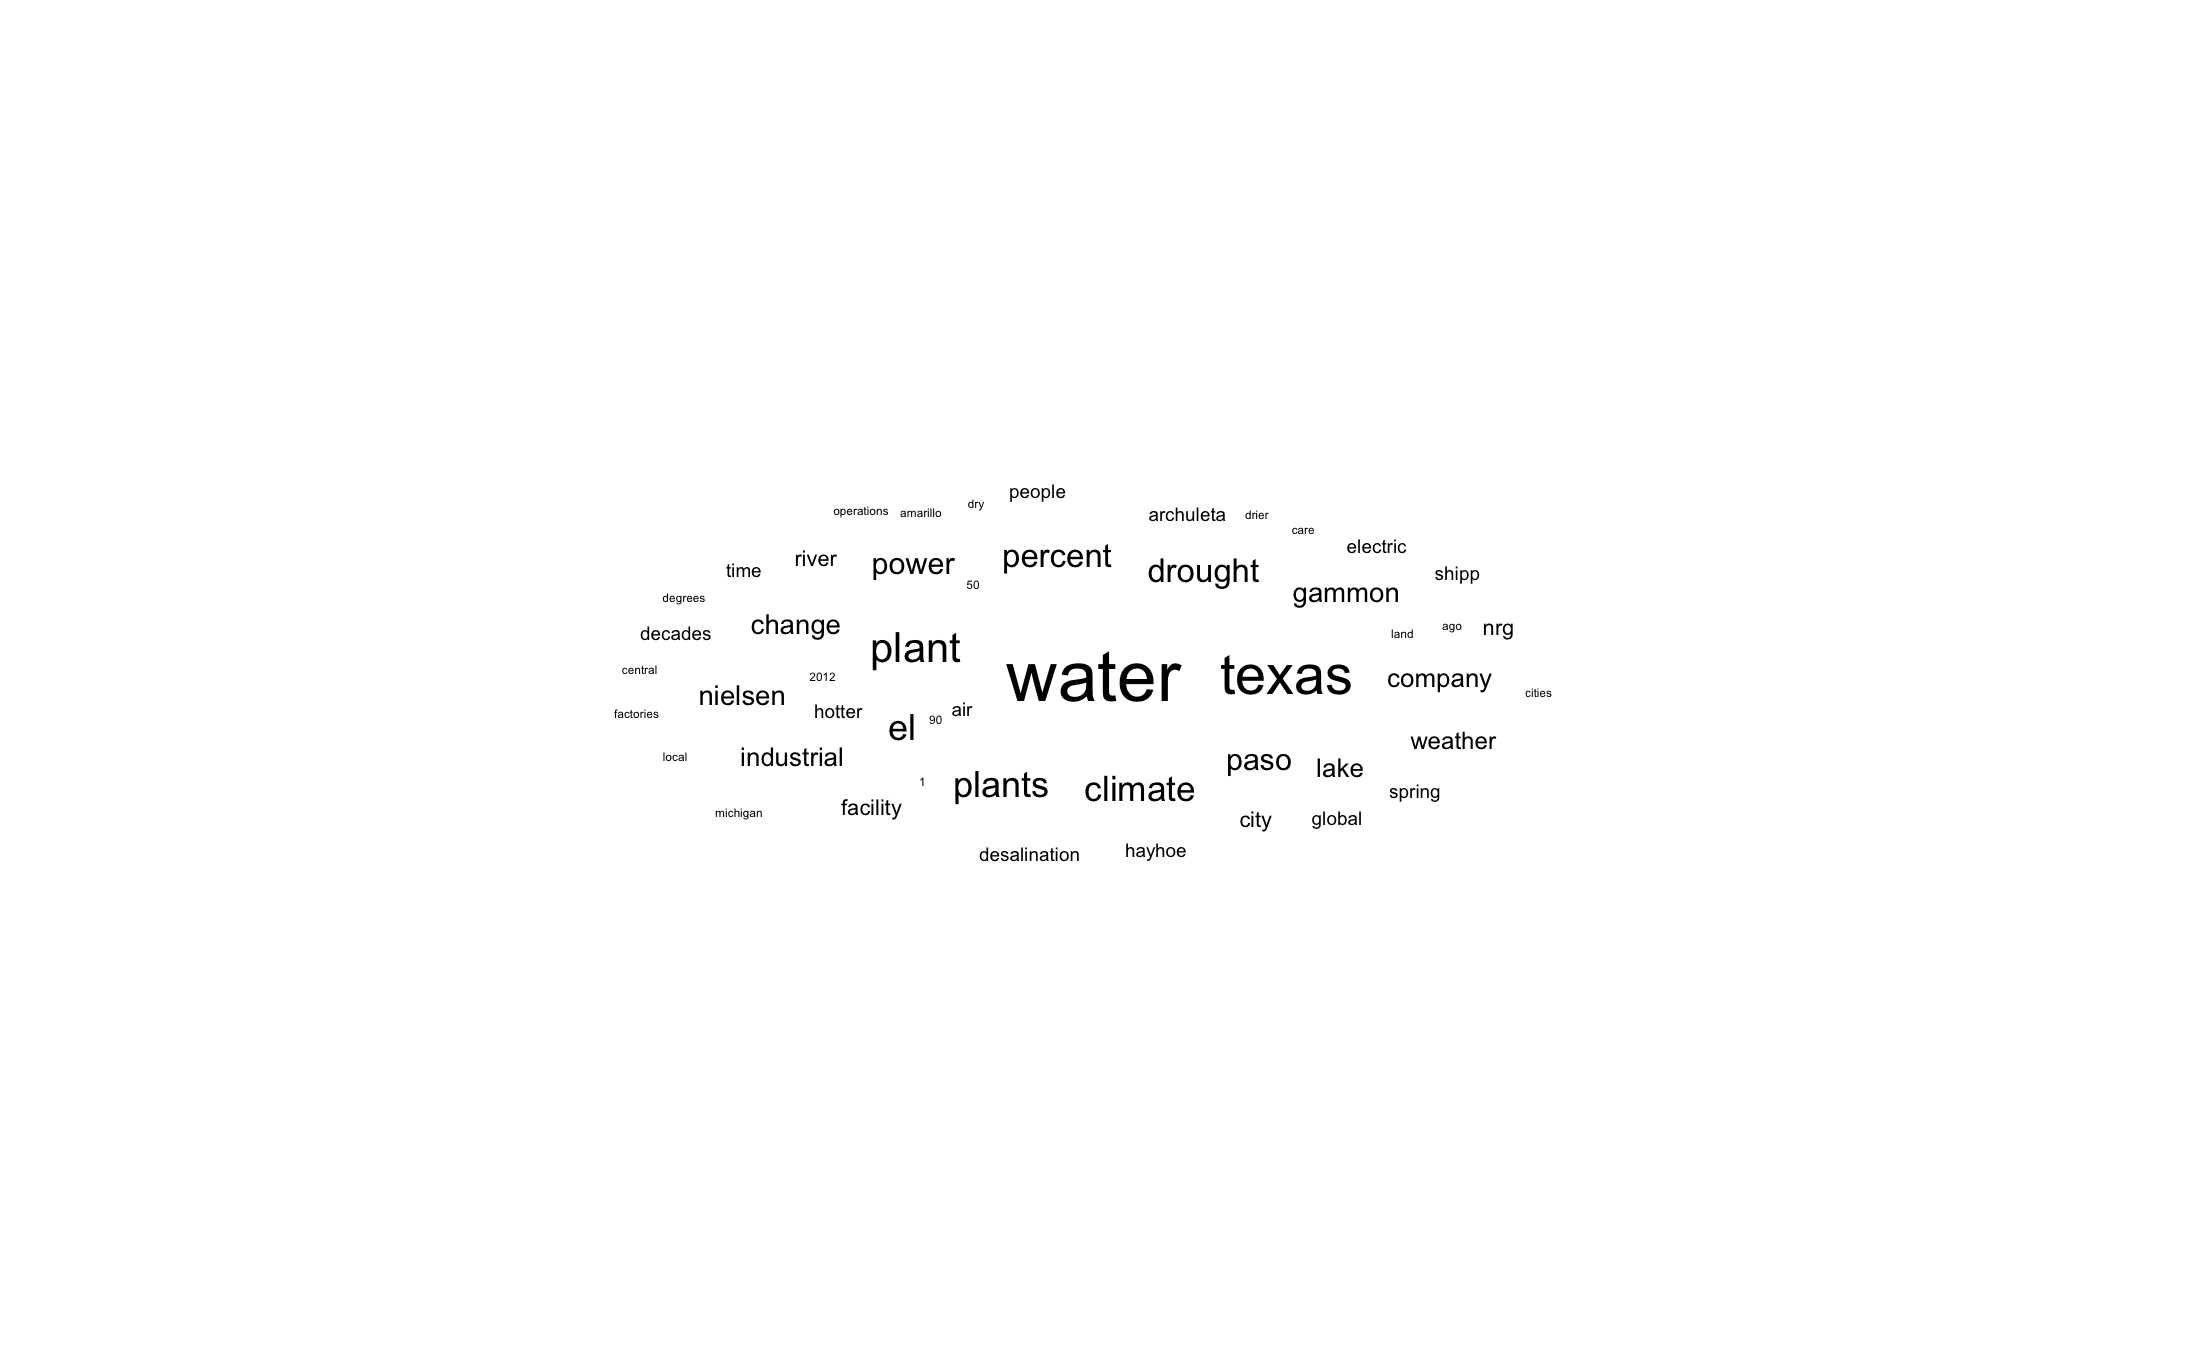 people
operations amarillo dry
archuleta drier
care
time river power percent drought electric
50
shipp
degrees
gammon
decades change plant land ago nrg
central 2012 water texas company
nielsen cities
factories hotter el 90 air
weather
local industrial paso lake
1 plants climate spring
michigan facility city global
desalination hayhoe